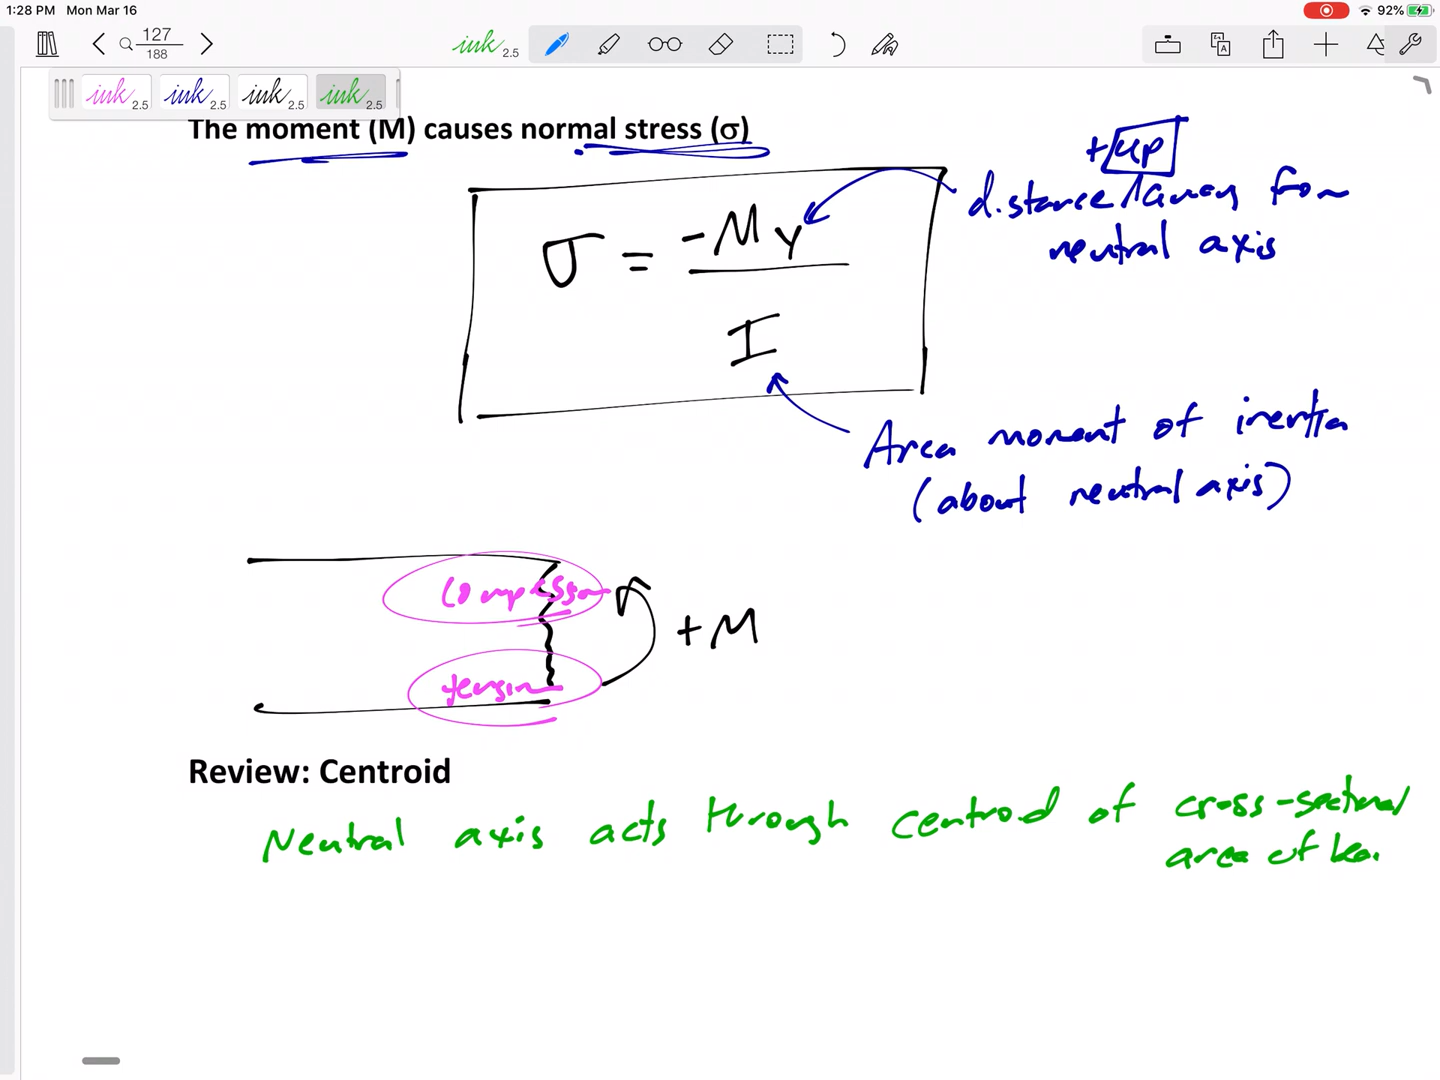 1:28 PM Mon Mar 16
92%
127
188
ink 2.5
ink 2.5
ink 2.5
ink 2.5
ink 2.5
The moment (M) causes normal stress (σ)
+ up
distance away from
neutral axis
σ = -My
I
Area moment of inertia
(about neutral axis)
compression
+M
tension
Review: Centroid
Neutral axis acts through centroid of cross-sectional
area of